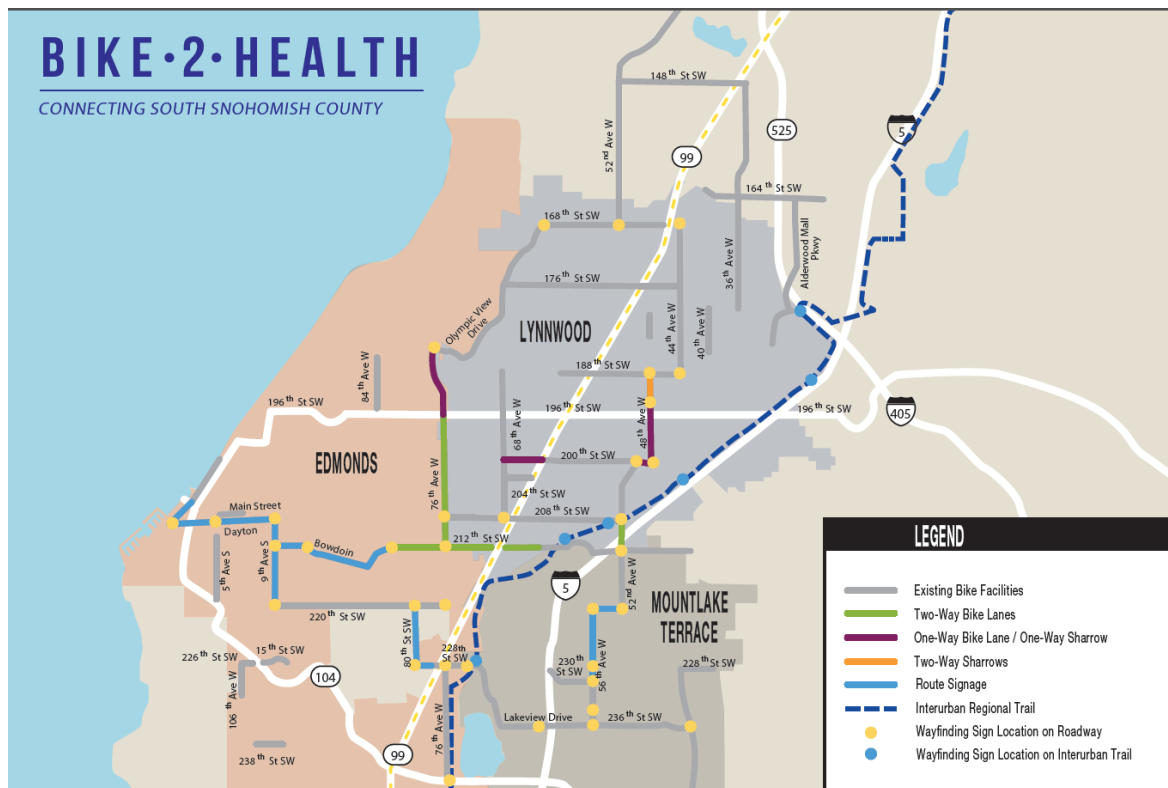 BIKE·2·HEALTH
CONNECTING SOUTH SNOHOMISH COUNTY
148th St SW
525
5
52nd Ave W
99
164th St SW
168th St SW
36th Ave W
Alderwood Mall
Pkwy
176th St SW
Olympic View
Drive
LYNNWOOD
44th Ave W
40th Ave W
84th Ave W
188th St SW
196th St SW
196th St SW
196th St SW
405
68th Ave W
48th Ave W
EDMONDS
200th St SW
76th Ave W
204th St SW
Main Street
208th St SW
Dayton
212th St SW
Bowdoin
5th Ave S
9th Ave S
5
52nd Ave W
MOUNTLAKE
TERRACE
220th St SW
80th St SW
228th
St SW
226th St SW
15th St SW
230th
St SW
56th Ave W
228th St SW
104
106th Ave W
Lakeview Drive
236th St SW
76th Ave W
238th St SW
99
LEGEND
Existing Bike Facilities
Two-Way Bike Lanes
One-Way Bike Lane / One-Way Sharrow
Two-Way Sharrows
Route Signage
Interurban Regional Trail
Wayfinding Sign Location on Roadway
Wayfinding Sign Location on Interurban Trail